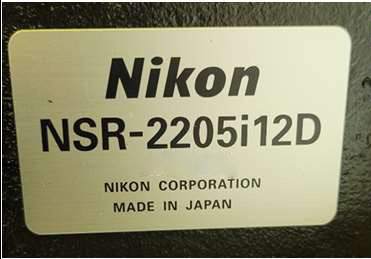 Nikon
NSR-2205i12D
NIKON CORPORATION
MADE IN JAPAN